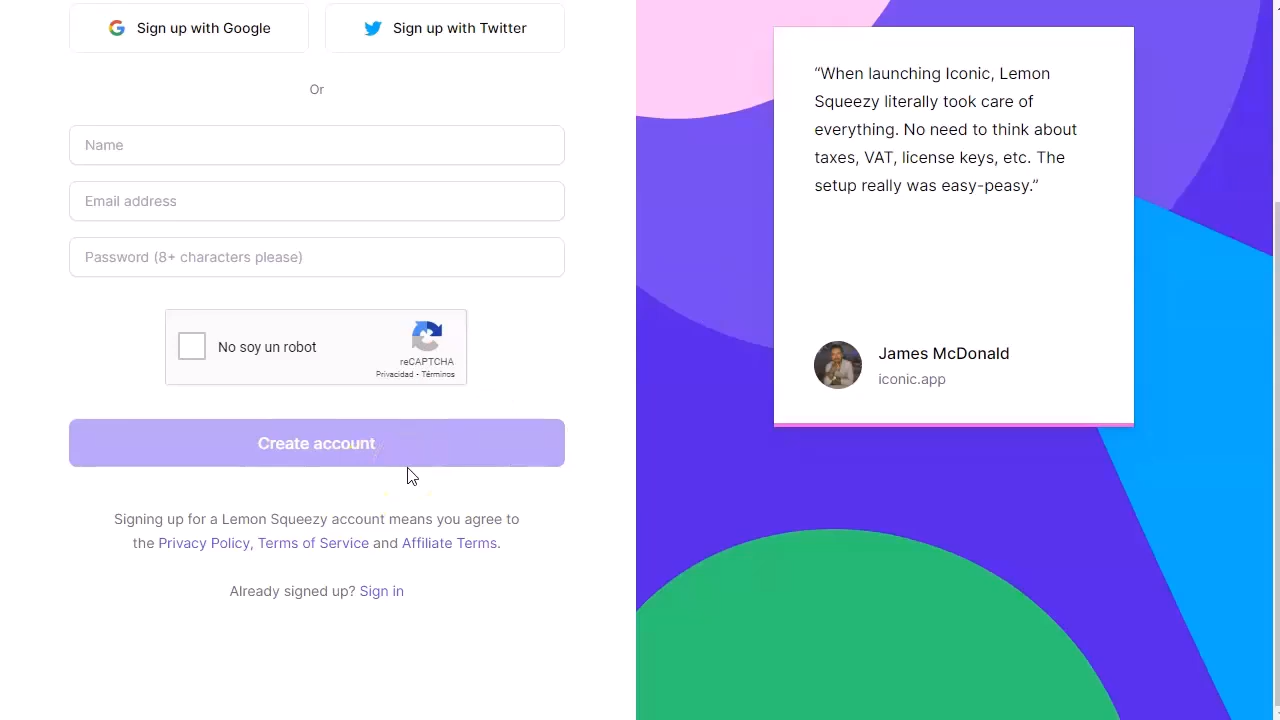 Sign up with Google
Sign up with Twitter
Or
Name
Email address
Password (8+ characters please)
No soy un robot
reCAPTCHA
Privacidad - Términos
Create account
Signing up for a Lemon Squeezy account means you agree to
the Privacy Policy, Terms of Service and Affiliate Terms.
Already signed up? Sign in
“When launching Iconic, Lemon
Squeezy literally took care of
everything. No need to think about
taxes, VAT, license keys, etc. The
setup really was easy-peasy.”
James McDonald
iconic.app